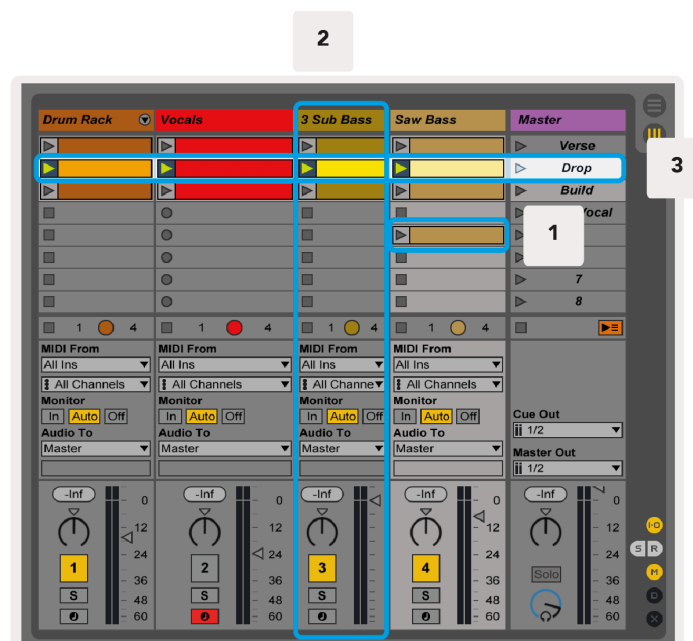 2
Drum Rack Vocals 3 Sub Bass Saw Bass Master
Verse
Drop
3
Build
1
7
8
1 4 1 4 1 4 1 4
MIDI From MIDI From MIDI From MIDI From
All Ins All Ins All Ins All Ins
All Channels All Channels All Channe All Channels
Monitor Monitor Monitor Monitor
In Auto Off In Auto Off In Auto Off In Auto Off
Cue Out
Audio To Audio To Audio To Audio To
1/2
Master Master Master Master
Master Out
1/2
-Inf -Inf -Inf -Inf -Inf
0 0 0 0 0
12 12 12 12 12
24 24 24 24 24
I·O
S R
1 2 3 4 Solo
M
36 36 36 36 36
S S S S
D
48 48 48 48 48
60 60 60 60 60
X